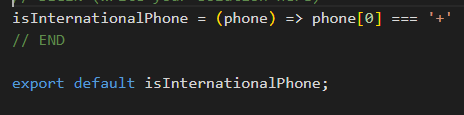 isInternationalPhone = (phone) => phone[0] === '+'
// END
export default isInternationalPhone;